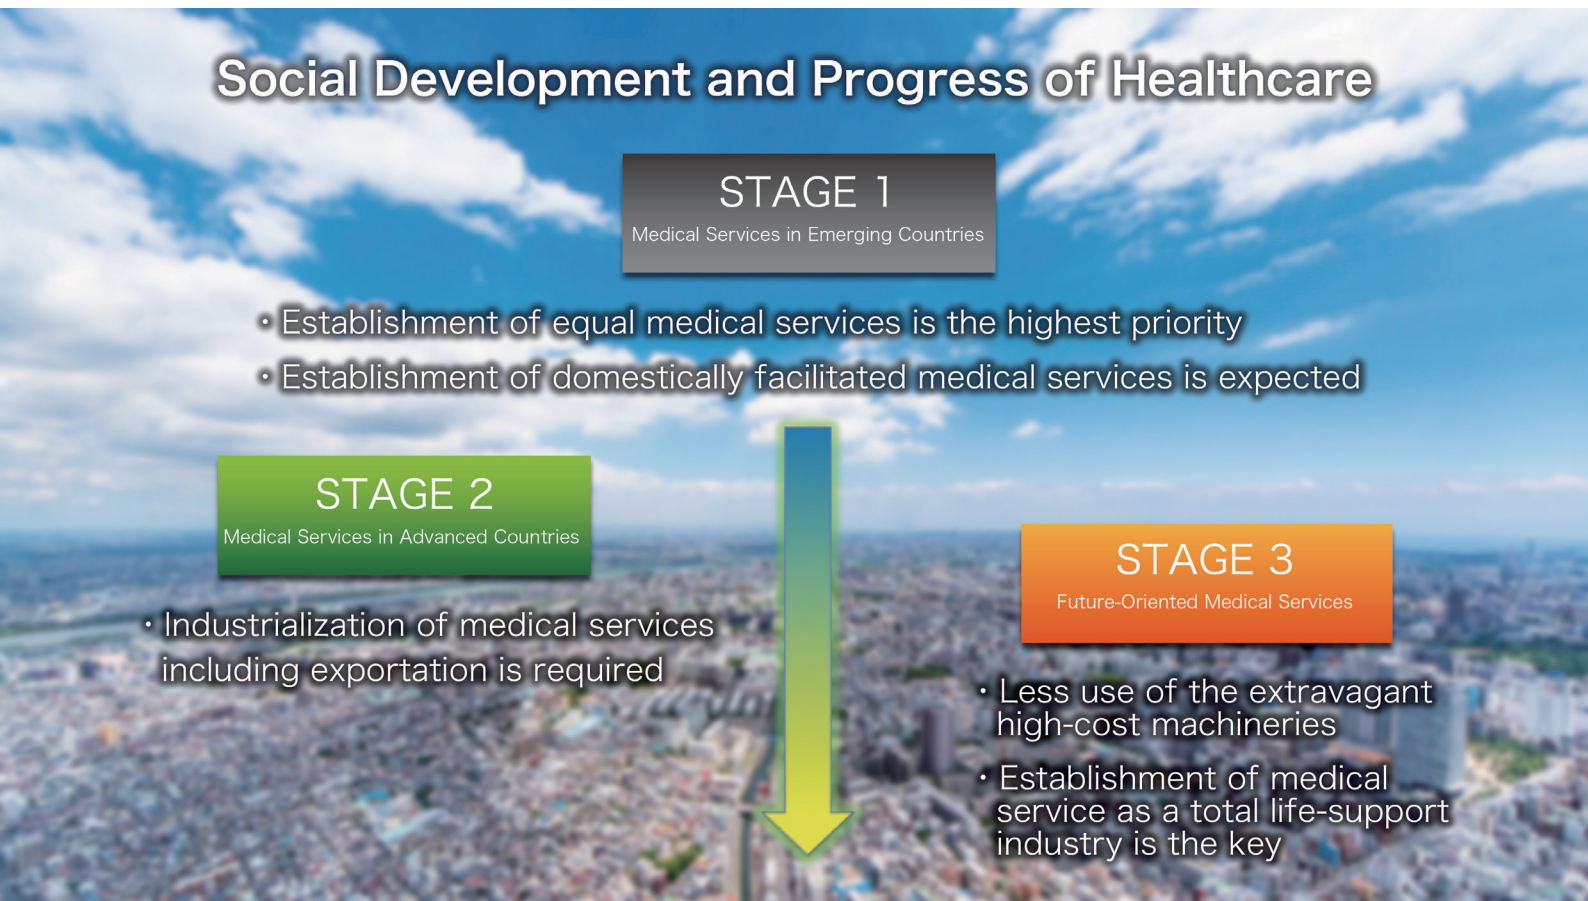 Social Development and Progress of Healthcare
STAGE 1
Medical Services in Emerging Countries
・Establishment of equal medical services is the highest priority
・Establishment of domestically facilitated medical services is expected
STAGE 2
Medical Services in Advanced Countries
・Industrialization of medical services
including exportation is required
STAGE 3
Future-Oriented Medical Services
・Less use of the extravagant
high-cost machineries
・Establishment of medical
service as a total life-support
industry is the key